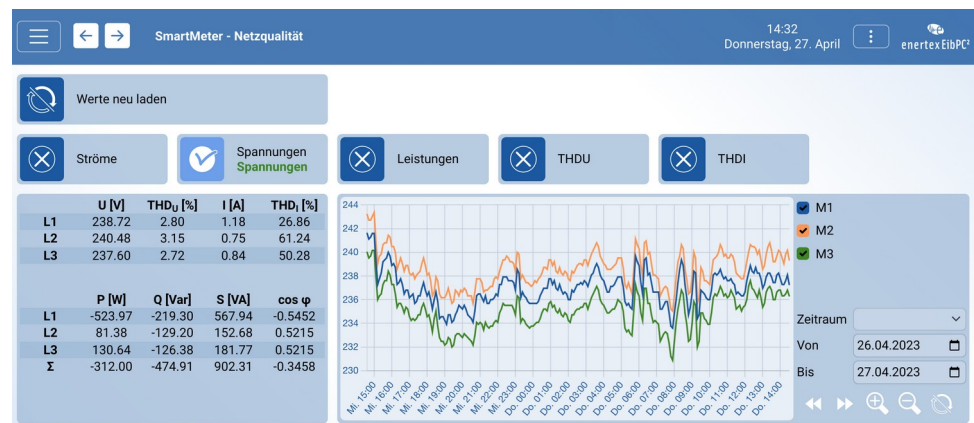 SmartMeter - Netzqualität
14:32
Donnerstag, 27. April
enertex EibPC²
Werte neu laden
Ströme
Spannungen
Spannungen
Leistungen
THDU
THDI
U [V] THDU [%] I [A] THDI [%]
L1 238.72 2.80 1.18 26.86
L2 240.48 3.15 0.75 61.24
L3 237.60 2.72 0.84 50.28
P [W] Q [Var] S [VA] cos φ
L1 -523.97 -219.30 567.94 -0.5452
L2 81.38 -129.20 152.68 0.5215
L3 130.64 -126.38 181.77 0.5215
Σ -312.00 -474.91 902.31 -0.3458
244
242
240
238
236
234
232
230
Mi. 15:00
Mi. 16:00
Mi. 17:00
Mi. 18:00
Mi. 19:00
Mi. 20:00
Mi. 21:00
Mi. 22:00
Mi. 23:00
Do. 00:00
Do. 01:00
Do. 02:00
Do. 03:00
Do. 04:00
Do. 05:00
Do. 06:00
Do. 07:00
Do. 08:00
Do. 09:00
Do. 10:00
Do. 11:00
Do. 12:00
Do. 13:00
Do. 14:00
M1
M2
M3
Zeitraum
Von 26.04.2023
Bis 27.04.2023